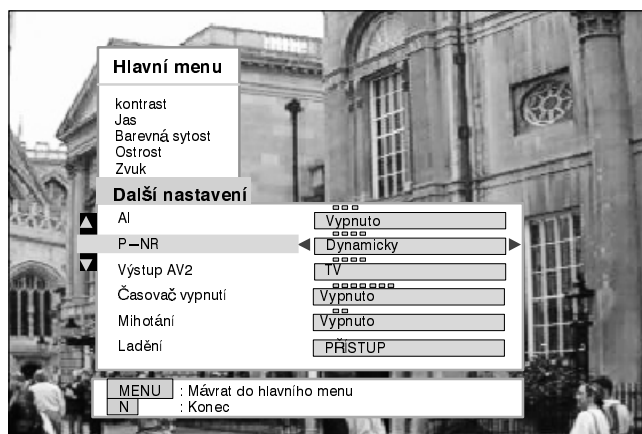 Hlavní menu
kontrast
Jas
Barevná sytost
Ostrost
Zvuk
Další nastavení
AI Vypnuto
P—NR Dynamicky
Výstup AV2 TV
Časovač vypnutí Vypnuto
Mihotání Vypnuto
Ladění PŘÍSTUP
MENU : Mávrat do hlavního menu
N : Konec